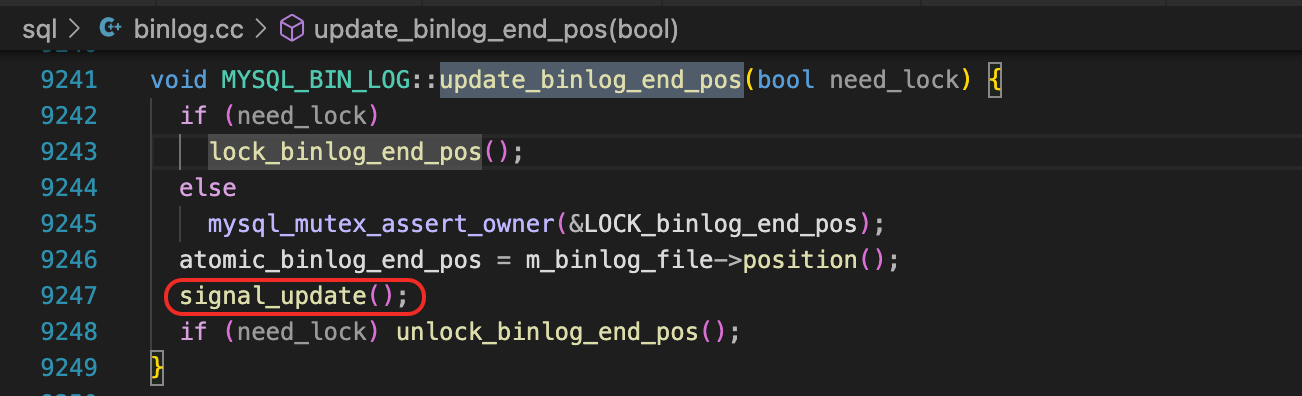 sql > binlog.cc > update_binlog_end_pos(bool)
9241 void MYSQL_BIN_LOG::update_binlog_end_pos(bool need_lock) {
9242   if (need_lock)
9243     lock_binlog_end_pos();
9244   else
9245     mysql_mutex_assert_owner(&LOCK_binlog_end_pos);
9246   atomic_binlog_end_pos = m_binlog_file->position();
9247   signal_update();
9248   if (need_lock) unlock_binlog_end_pos();
9249 }